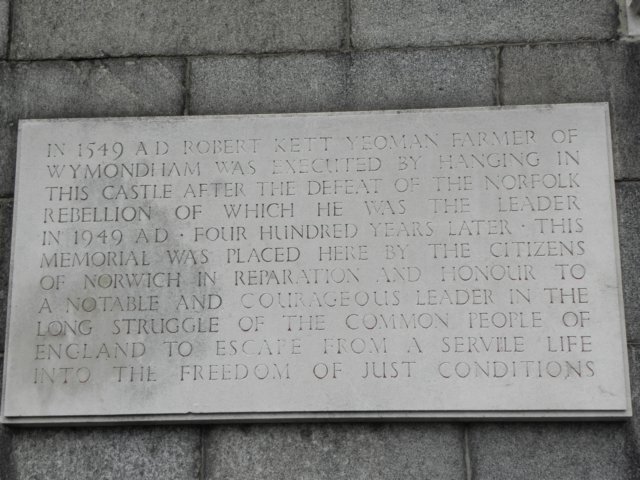 IN 1549 A D ROBERT KETT YEOMAN FARMER OF
WYMONDHAM WAS EXECUTED BY HANGING IN
THIS CASTLE AFTER THE DEFEAT OF THE NORFOLK
REBELLION OF WHICH HE WAS THE LEADER
IN 1949 A D · FOUR HUNDRED YEARS LATER · THIS
MEMORIAL WAS PLACED HERE BY THE CITIZENS
OF NORWICH IN REPARATION AND HONOUR TO
A NOTABLE AND COURAGEOUS LEADER IN THE
LONG STRUGGLE OF THE COMMON PEOPLE OF
ENGLAND TO ESCAPE FROM A SERVILE LIFE
INTO THE FREEDOM OF JUST CONDITIONS